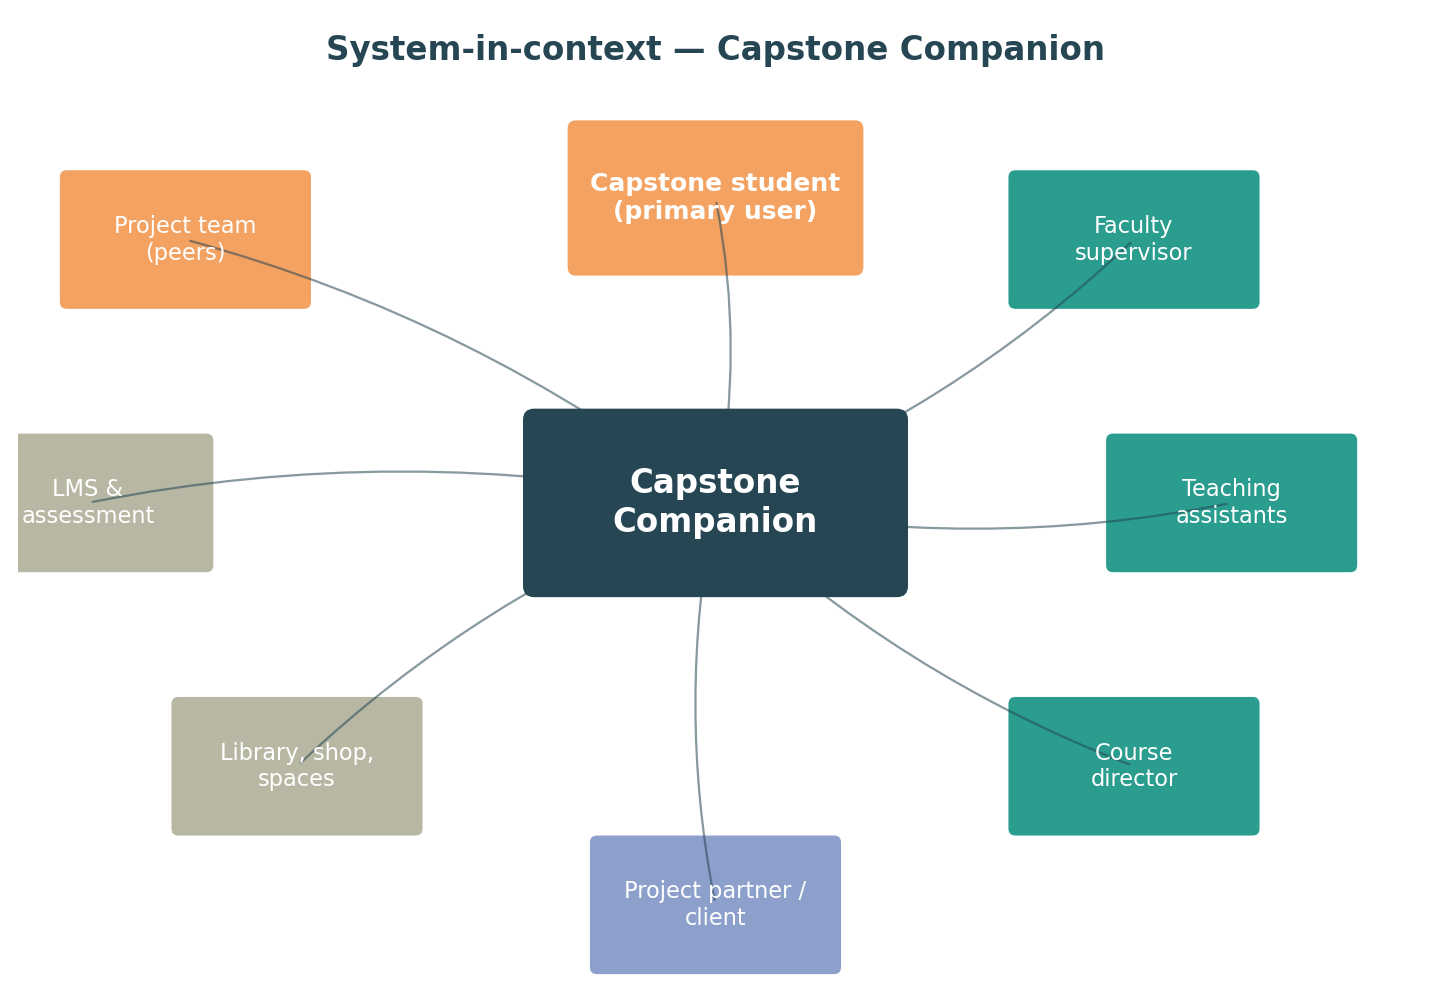 System-in-context — Capstone Companion
Capstone student
(primary user)
Project team
(peers)
Faculty
supervisor
LMS &
assessment
Capstone
Companion
Teaching
assistants
Library, shop,
spaces
Course
director
Project partner /
client